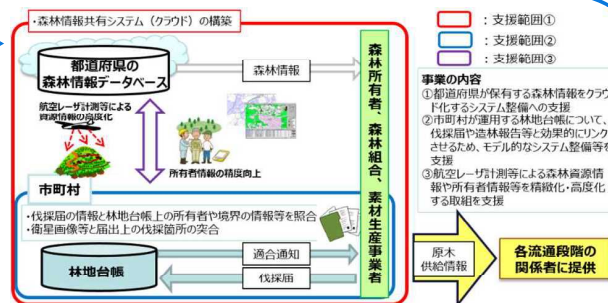 ・森林情報共有システム（クラウド）の構築
都道府県の
森林情報データベース
森林情報
航空レーザ計測等による
資源情報の高度化
所有者情報の精度向上
森林所有者、森林組合、素材生産事業者
市町村
・伐採届の情報と林地台帳上の所有者や境界の情報等を照合
・衛星画像等と届出上の伐採箇所の突合
林地台帳
適合通知
伐採届
：支援範囲①
：支援範囲②
：支援範囲③
事業の内容
①都道府県が保有する森林情報をクラウ
ド化するシステム整備への支援
②市町村が運用する林地台帳について、
伐採届や造林報告等と効果的にリンク
させるため、モデル的なシステム整備等を
支援
③航空レーザ計測等による森林資源情
報や所有者情報等を精緻化・高度化
する取組を支援
原木
供給情報
各流通段階の
関係者に提供